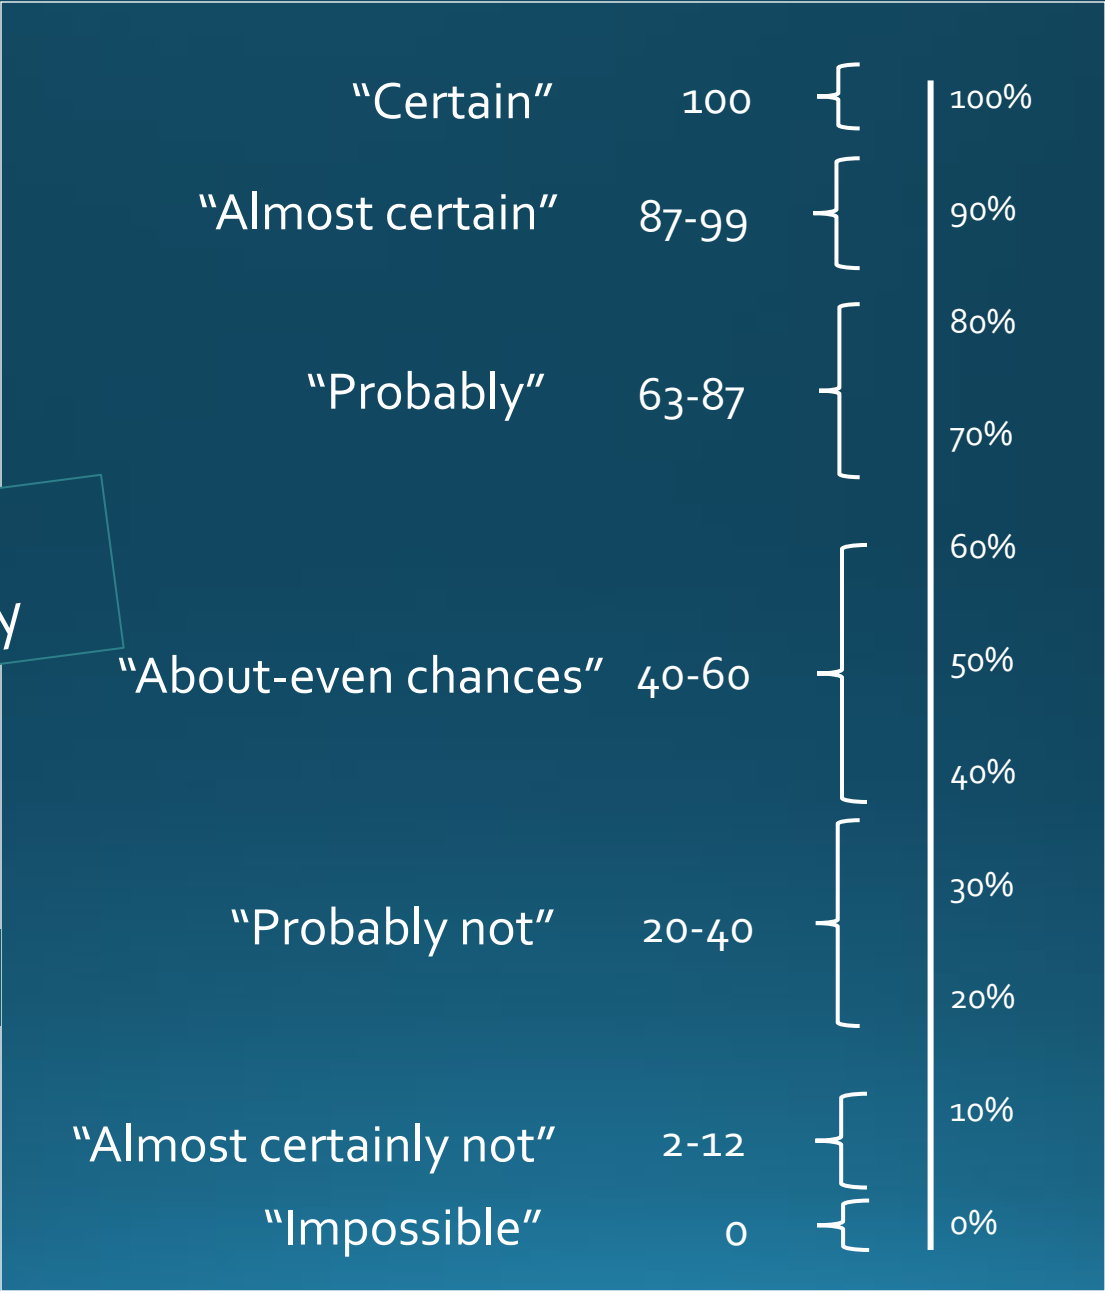 “Certain” 100 100%
“Almost certain” 87-99 90%
80%
“Probably” 63-87
70%
60%
y
“About-even chances” 40-60 50%
40%
30%
“Probably not” 20-40
20%
10%
“Almost certainly not” 2-12
“Impossible” 0 0%